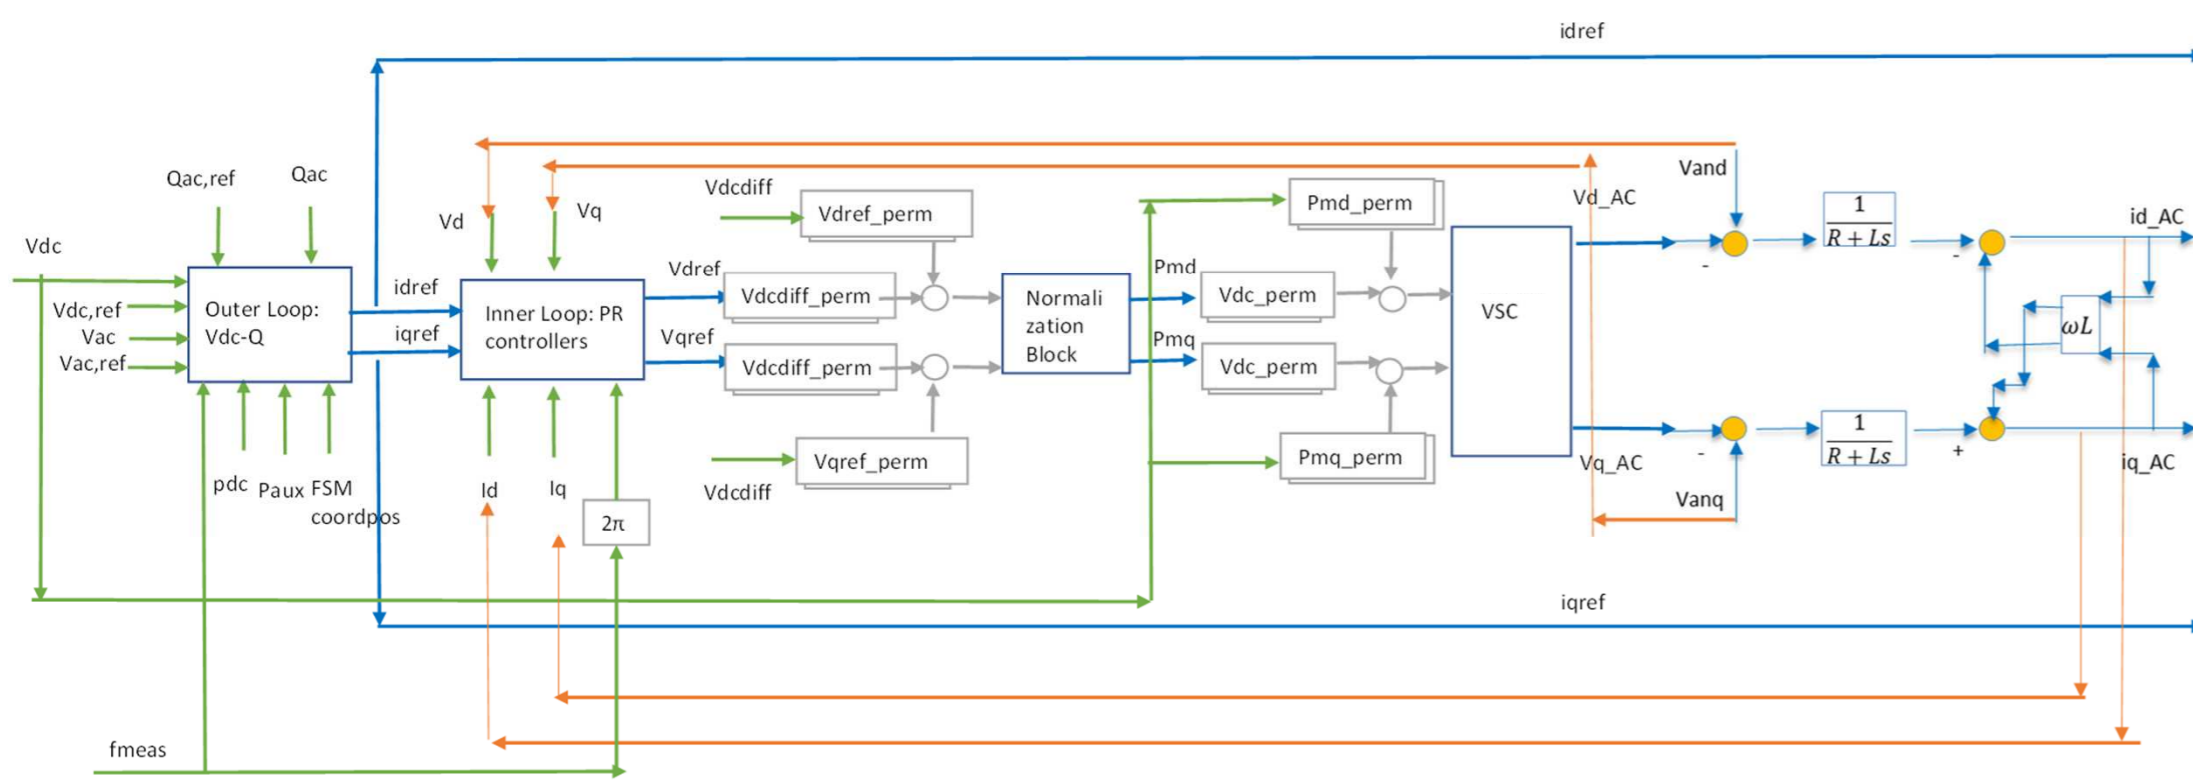 idref
Qac,ref
Qac
Vand
Vdcdiff
Vd
Vq
Vdref_perm
Pmd_perm
Vd_AC
1
R + Ls
id_AC
Vdc
-
-
Vdref
Pmd
idref
Vdcdiff_perm
Vdc_perm
Vdc,ref
Outer Loop:
Vdc-Q
Inner Loop: PR
controllers
Normali
zation
Block
VSC
ωL
Vac
iqref
Vqref
Pmq
Vac,ref
Vdcdiff_perm
Vdc_perm
1
R + Ls
-
+
Vqref_perm
Pmq_perm
Vq_AC
iq_AC
pdc
Paux
FSM
coordpos
Id
Iq
Vdcdiff
Vanq
2π
iqref
fmeas